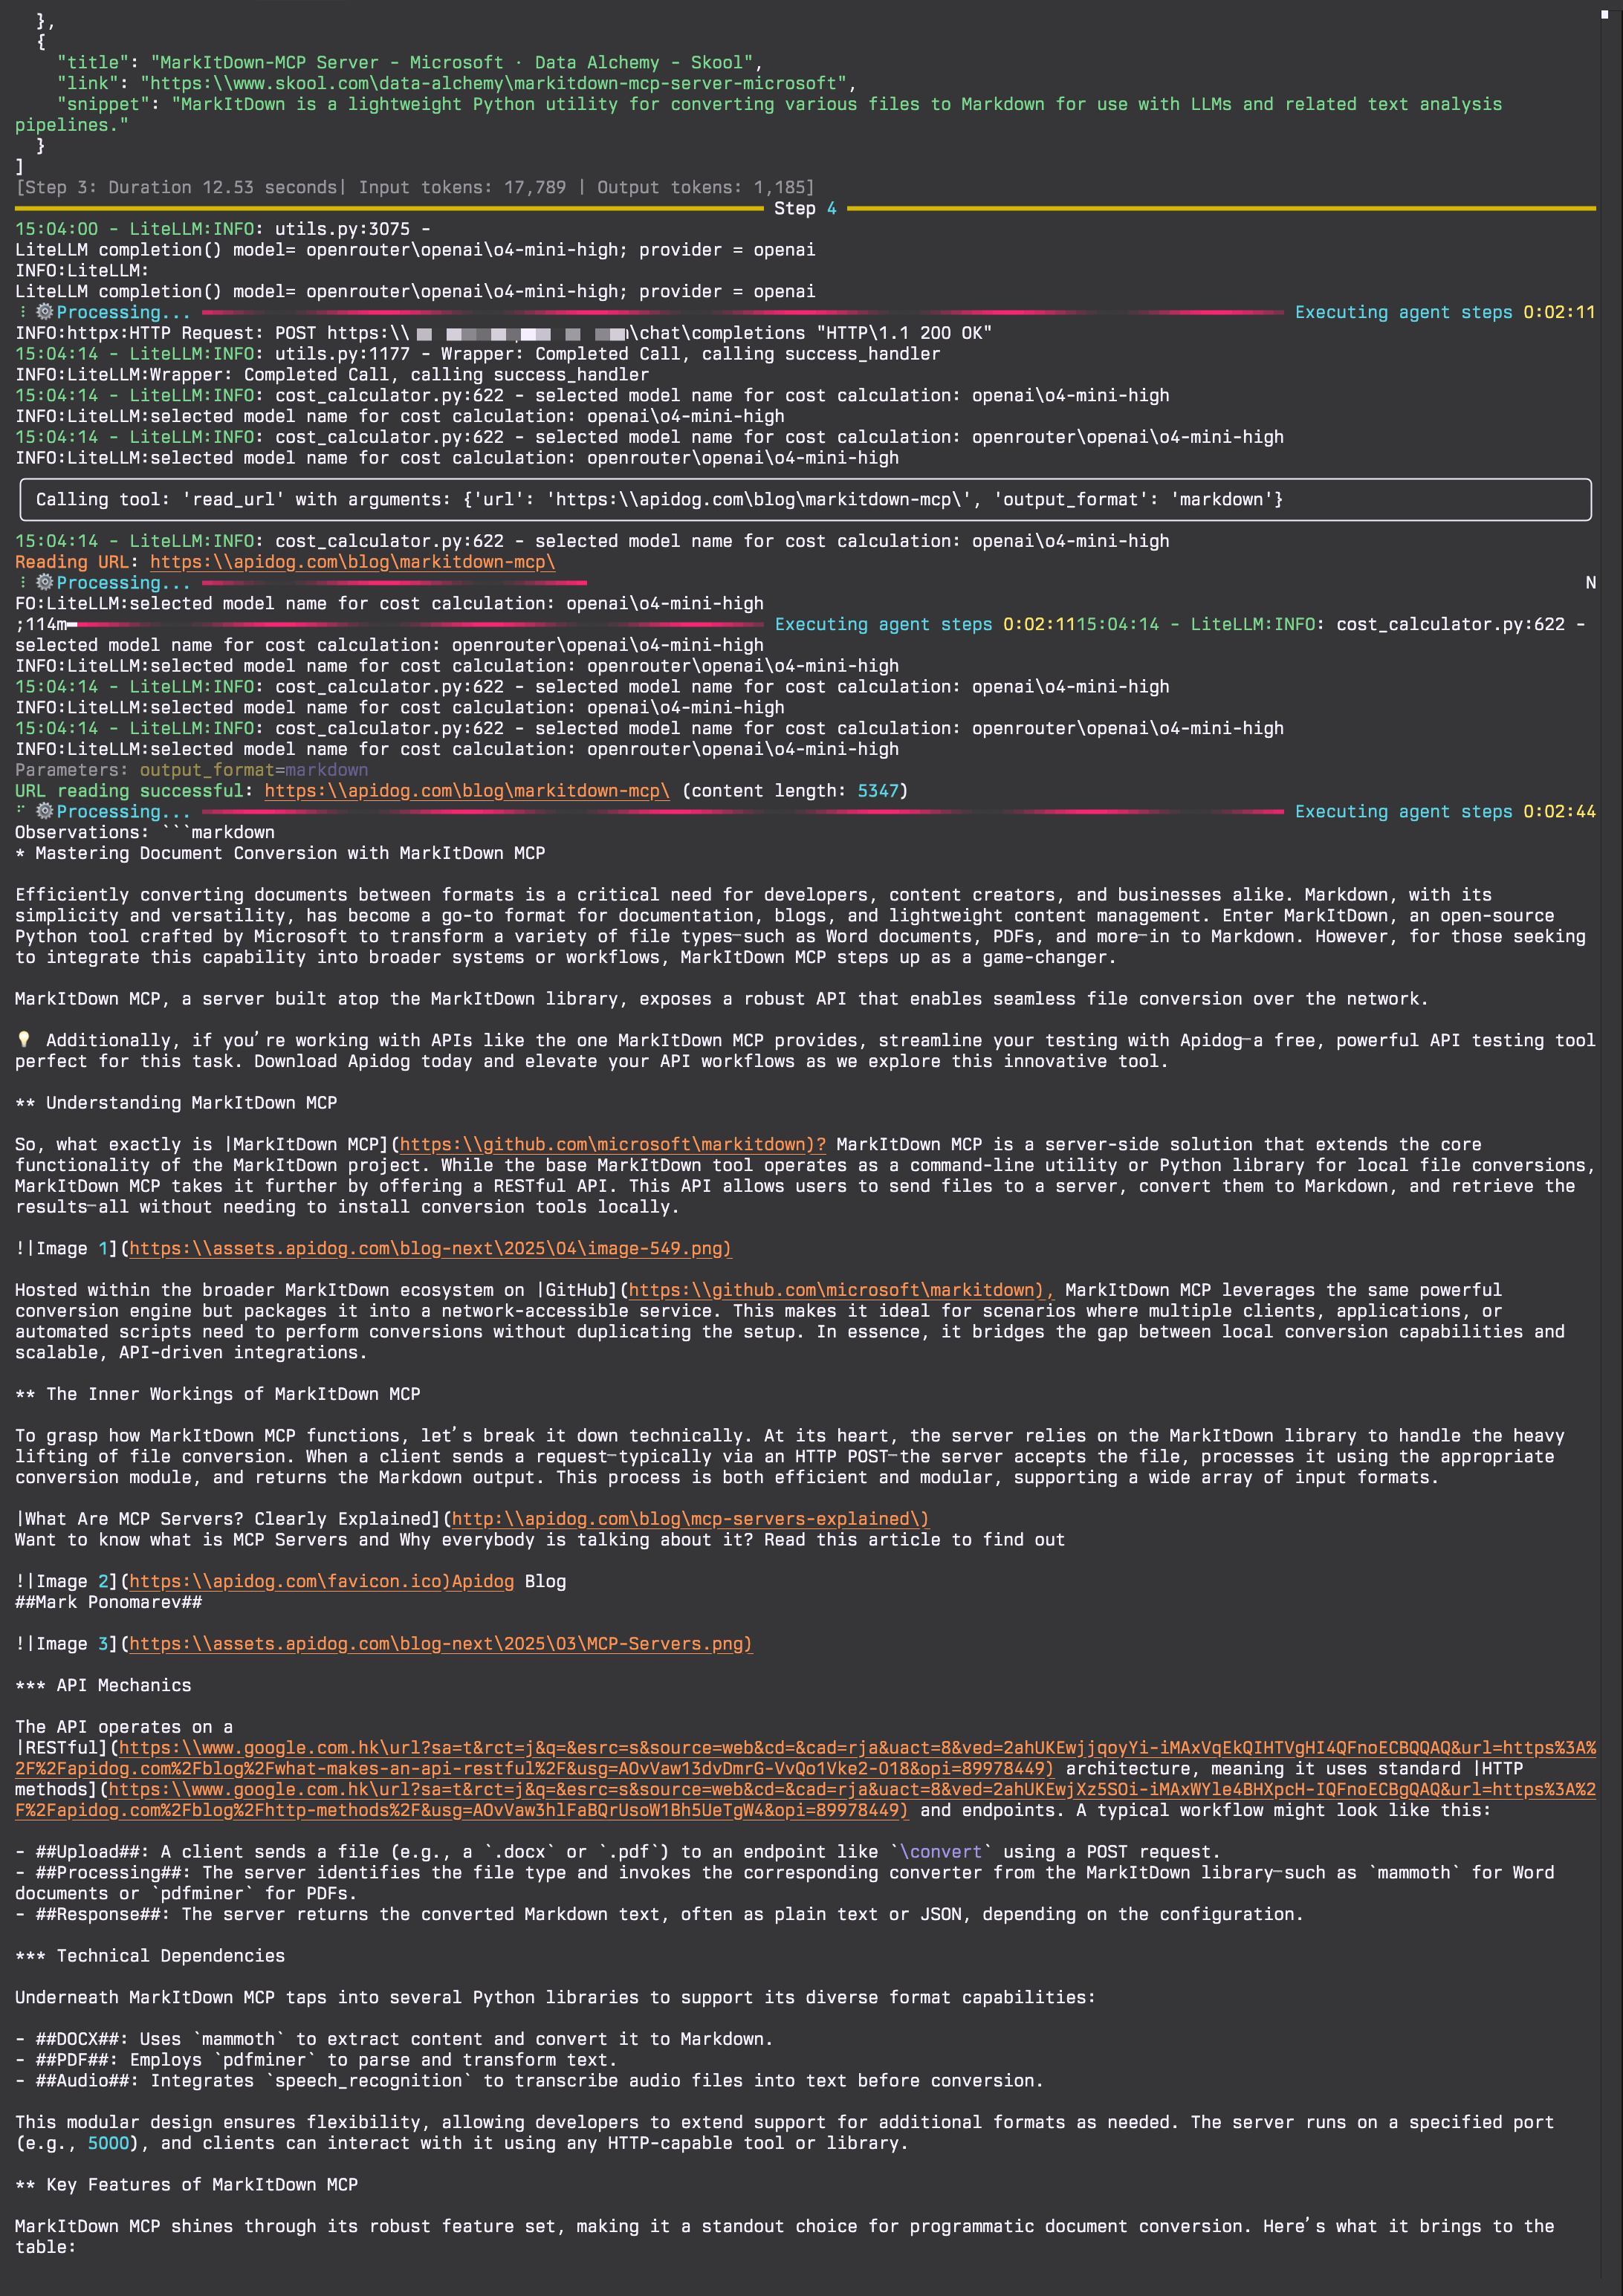 },
{
"title": "MarkItDown-MCP Server - Microsoft · Data Alchemy - Skool",
"link": "https:\\www.skool.com\data-alchemy\markitdown-mcp-server-microsoft",
"snippet": "MarkItDown is a lightweight Python utility for converting various files to Markdown for use with LLMs and related text analysis
pipelines."
}
]
[Step 3: Duration 12.53 seconds| Input tokens: 17,789 | Output tokens: 1,185]
Step 4
15:04:00 - LiteLLM:INFO: utils.py:3075 -
LiteLLM completion() model= openrouter\openai\o4-mini-high; provider = openai
INFO:LiteLLM:
LiteLLM completion() model= openrouter\openai\o4-mini-high; provider = openai
⚙️Processing... Executing agent steps 0:02:11
INFO:httpx:HTTP Request: POST https:\\ \chat\completions "HTTP\1.1 200 OK"
15:04:14 - LiteLLM:INFO: utils.py:1177 - Wrapper: Completed Call, calling success_handler
INFO:LiteLLM:Wrapper: Completed Call, calling success_handler
15:04:14 - LiteLLM:INFO: cost_calculator.py:622 - selected model name for cost calculation: openai\o4-mini-high
INFO:LiteLLM:selected model name for cost calculation: openai\o4-mini-high
15:04:14 - LiteLLM:INFO: cost_calculator.py:622 - selected model name for cost calculation: openrouter\openai\o4-mini-high
INFO:LiteLLM:selected model name for cost calculation: openrouter\openai\o4-mini-high
Calling tool: 'read_url' with arguments: {'url': 'https:\\apidog.com\blog\markitdown-mcp\', 'output_format': 'markdown'}
15:04:14 - LiteLLM:INFO: cost_calculator.py:622 - selected model name for cost calculation: openai\o4-mini-high
Reading URL: https:\\apidog.com\blog\markitdown-mcp\
⚙️Processing... N
FO:LiteLLM:selected model name for cost calculation: openai\o4-mini-high
;114m Executing agent steps 0:02:1115:04:14 - LiteLLM:INFO: cost_calculator.py:622 -
selected model name for cost calculation: openrouter\openai\o4-mini-high
INFO:LiteLLM:selected model name for cost calculation: openrouter\openai\o4-mini-high
15:04:14 - LiteLLM:INFO: cost_calculator.py:622 - selected model name for cost calculation: openai\o4-mini-high
INFO:LiteLLM:selected model name for cost calculation: openai\o4-mini-high
15:04:14 - LiteLLM:INFO: cost_calculator.py:622 - selected model name for cost calculation: openrouter\openai\o4-mini-high
INFO:LiteLLM:selected model name for cost calculation: openrouter\openai\o4-mini-high
Parameters: output_format=markdown
URL reading successful: https:\\apidog.com\blog\markitdown-mcp\ (content length: 5347)
⚙️Processing... Executing agent steps 0:02:44
Observations: ```markdown
* Mastering Document Conversion with MarkItDown MCP
Efficiently converting documents between formats is a critical need for developers, content creators, and businesses alike. Markdown, with its
simplicity and versatility, has become a go-to format for documentation, blogs, and lightweight content management. Enter MarkItDown, an open-source
Python tool crafted by Microsoft to transform a variety of file types—such as Word documents, PDFs, and more—in to Markdown. However, for those seeking
to integrate this capability into broader systems or workflows, MarkItDown MCP steps up as a game-changer.
MarkItDown MCP, a server built atop the MarkItDown library, exposes a robust API that enables seamless file conversion over the network.
💡 Additionally, if you’re working with APIs like the one MarkItDown MCP provides, streamline your testing with Apidog—a free, powerful API testing tool
perfect for this task. Download Apidog today and elevate your API workflows as we explore this innovative tool.
** Understanding MarkItDown MCP
So, what exactly is |MarkItDown MCP](https:\\github.com\microsoft\markitdown)? MarkItDown MCP is a server-side solution that extends the core
functionality of the MarkItDown project. While the base MarkItDown tool operates as a command-line utility or Python library for local file conversions,
MarkItDown MCP takes it further by offering a RESTful API. This API allows users to send files to a server, convert them to Markdown, and retrieve the
results—all without needing to install conversion tools locally.
!|Image 1](https:\\assets.apidog.com\blog-next\2025\04\image-549.png)
Hosted within the broader MarkItDown ecosystem on |GitHub](https:\\github.com\microsoft\markitdown), MarkItDown MCP leverages the same powerful
conversion engine but packages it into a network-accessible service. This makes it ideal for scenarios where multiple clients, applications, or
automated scripts need to perform conversions without duplicating the setup. In essence, it bridges the gap between local conversion capabilities and
scalable, API-driven integrations.
** The Inner Workings of MarkItDown MCP
To grasp how MarkItDown MCP functions, let’s break it down technically. At its heart, the server relies on the MarkItDown library to handle the heavy
lifting of file conversion. When a client sends a request—typically via an HTTP POST—the server accepts the file, processes it using the appropriate
conversion module, and returns the Markdown output. This process is both efficient and modular, supporting a wide array of input formats.
|What Are MCP Servers? Clearly Explained](http:\\apidog.com\blog\mcp-servers-explained\)
Want to know what is MCP Servers and Why everybody is talking about it? Read this article to find out
!|Image 2](https:\\apidog.com\favicon.ico)Apidog Blog
##Mark Ponomarev##
!|Image 3](https:\\assets.apidog.com\blog-next\2025\03\MCP-Servers.png)
*** API Mechanics
The API operates on a
|RESTful](https:\\www.google.com.hk\url?sa=t&rct=j&q=&esrc=s&source=web&cd=&cad=rja&uact=8&ved=2ahUKEwjjqoyYi-iMAxVqEkQIHTVgHI4QFnoECBQQAQ&url=https%3A%
2F%2Fapidog.com%2Fblog%2Fwhat-makes-an-api-restful%2F&usg=AOvVaw13dvDmrG-VvQo1Vke2-O18&opi=89978449) architecture, meaning it uses standard |HTTP
methods](https:\\www.google.com.hk\url?sa=t&rct=j&q=&esrc=s&source=web&cd=&cad=rja&uact=8&ved=2ahUKEwjXz5SOi-iMAxWYle4BHXpcH-IQFnoECBgQAQ&url=https%3A%2
F%2Fapidog.com%2Fblog%2Fhttp-methods%2F&usg=AOvVaw3hlFaBQrUsoW1Bh5UeTgW4&opi=89978449) and endpoints. A typical workflow might look like this:
- ##Upload##: A client sends a file (e.g., a `.docx` or `.pdf`) to an endpoint like `\convert` using a POST request.
- ##Processing##: The server identifies the file type and invokes the corresponding converter from the MarkItDown library—such as `mammoth` for Word
documents or `pdfminer` for PDFs.
- ##Response##: The server returns the converted Markdown text, often as plain text or JSON, depending on the configuration.
*** Technical Dependencies
Underneath MarkItDown MCP taps into several Python libraries to support its diverse format capabilities:
- ##DOCX##: Uses `mammoth` to extract content and convert it to Markdown.
- ##PDF##: Employs `pdfminer` to parse and transform text.
- ##Audio##: Integrates `speech_recognition` to transcribe audio files into text before conversion.
This modular design ensures flexibility, allowing developers to extend support for additional formats as needed. The server runs on a specified port
(e.g., 5000), and clients can interact with it using any HTTP-capable tool or library.
** Key Features of MarkItDown MCP
MarkItDown MCP shines through its robust feature set, making it a standout choice for programmatic document conversion. Here’s what it brings to the
table: